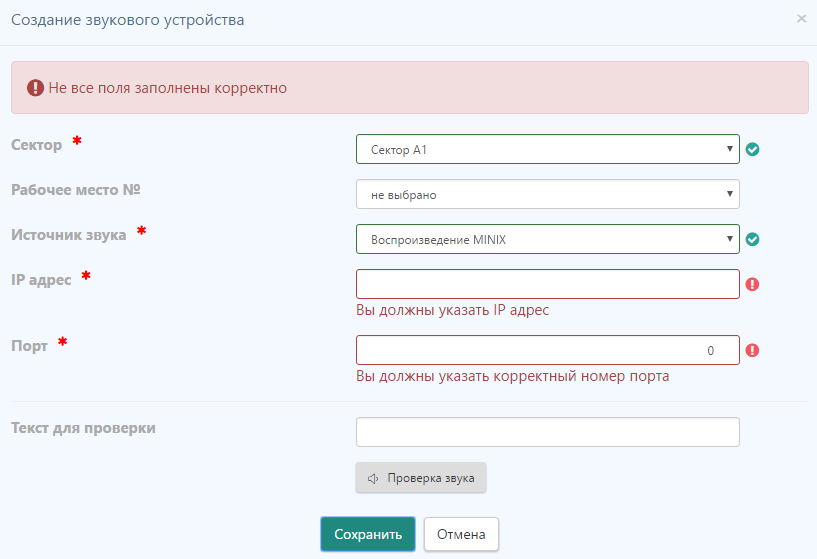 Создание звукового устройства ×
Не все поля заполнены корректно
Сектор *
Сектор А1
Рабочее место №
не выбрано
Источник звука *
Воспроизведение MINIX
IP адрес *
Вы должны указать IP адрес
Порт *
0
Вы должны указать корректный номер порта
Текст для проверки
Проверка звука
Сохранить
Отмена